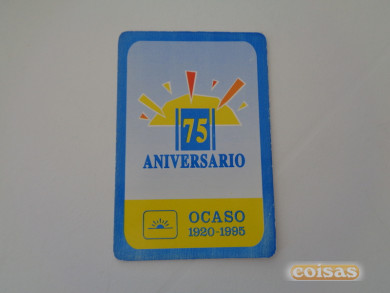 75
ANIVERSARIO
OCASO
1920-1995
coisas